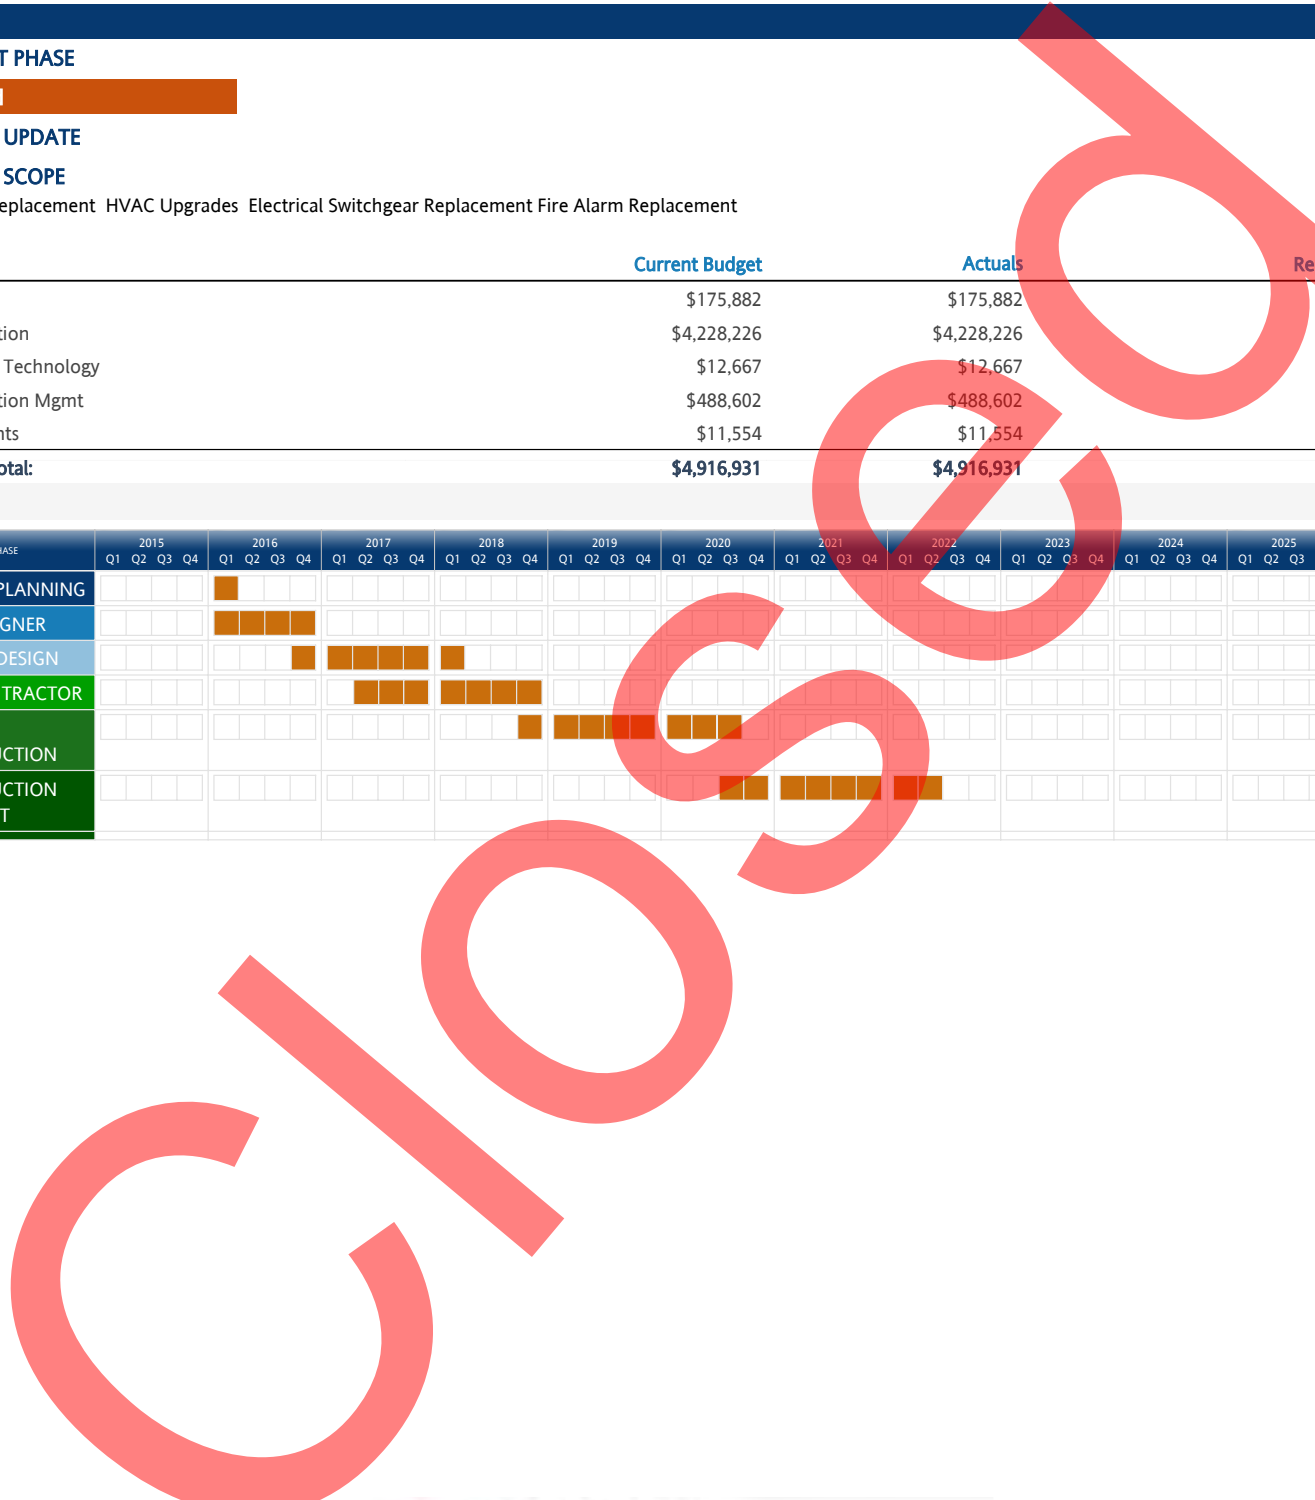 T PHASE
UPDATE
SCOPE
eplacement HVAC Upgrades Electrical Switchgear Replacement Fire Alarm Replacement
Current Budget Actuals Re
$175,882 $175,882
tion $4,228,226 $4,228,226
Technology $12,667 $12,667
tion Mgmt $488,602 $488,602
nts $11,554 $11,554
otal: $4,916,931 $4,916,931
2015 2016 2017 2018 2019 2020 2021 2022 2023 2024 2025
HASE Q1 Q2 Q3 Q4 Q1 Q2 Q3 Q4 Q1 Q2 Q3 Q4 Q1 Q2 Q3 Q4 Q1 Q2 Q3 Q4 Q1 Q2 Q3 Q4 Q1 Q2 Q3 Q4 Q1 Q2 Q3 Q4 Q1 Q2 Q3 Q4 Q1 Q2 Q3 Q4 Q1 Q2 Q3
PLANNING
GNER
DESIGN
TRACTOR
UCTION
UCTION
T
Closed